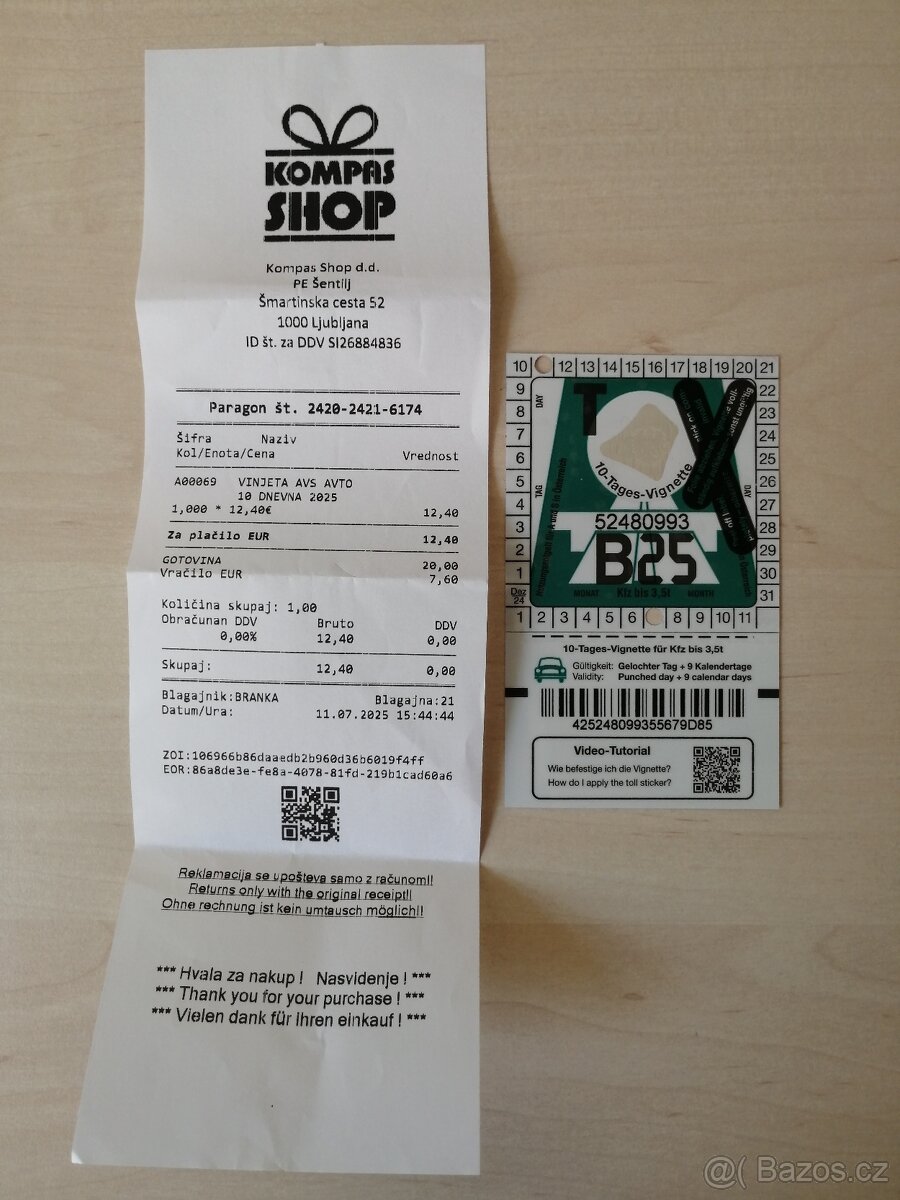 KOMPAS
SHOP
Kompas Shop d.d.
PE Šentilj
Šmartinska cesta 52
1000 Ljubljana
ID št. za DDV SI26884836
Paragon št. 2420-2421-6174
Šifra Naziv
Kol/Enota/Cena Vrednost
A00069 VINJETA AVS AVTO
10 DNEVNA 2025
1,000 * 12,40€ 12,40
Za plačilo EUR 12,40
GOTOVINA 20,00
Vračilo EUR 7,60
Količina skupaj: 1,00
Obračunan DDV Bruto DDV
0,00% 12,40 0,00
Skupaj: 12,40 0,00
Blagajnik:BRANKA Blagajna:21
Datum/Ura: 11.07.2025 15:44:44
ZOI:106966b86daaedb2b960d36b6019f4ff
EOR:86a8de3e-fe8a-4078-81fd-219b1cad60a6
Reklamacija se upošteva samo z računom!!
Returns only with the original receipt!!
Ohne rechnung ist kein umtausch möglich!!
*** Hvala za nakup ! Nasvidenje ! ***
*** Thank you for your purchase ! ***
*** Vielen dank für ihren einkauf ! ***
10 12 13 14 15 16 17 18 19 20 21
9 22
8 23
7 24
6 25
5 26
4 27
3 28
2 29
1 30
Dez 24 31
1 2 3 4 5 6 8 9 10 11
DAY
TAG
T
X
10-Tages-Vignette
DAY
52480993
B25
MONAT Kfz bis 3,5t MONTH
10-Tages-Vignette für Kfz bis 3,5t
Gültigkeit: Gelochter Tag + 9 Kalendertage
Validity: Punched day + 9 calendar days
425248099355679D85
Video-Tutorial
Wie befestige ich die Vignette?
How do I apply the toll sticker?
@( Bazos.cz